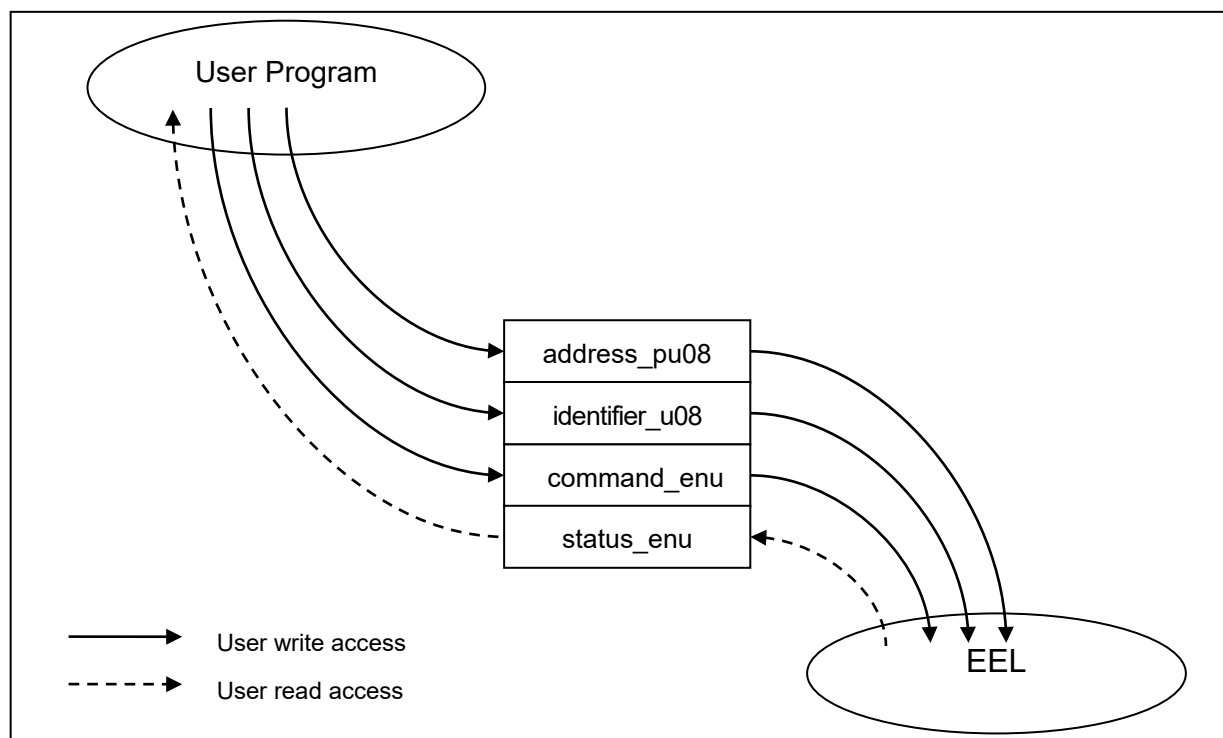 User Program
address_pu08
identifier_u08
command_enu
status_enu
User write access
EEL
User read access